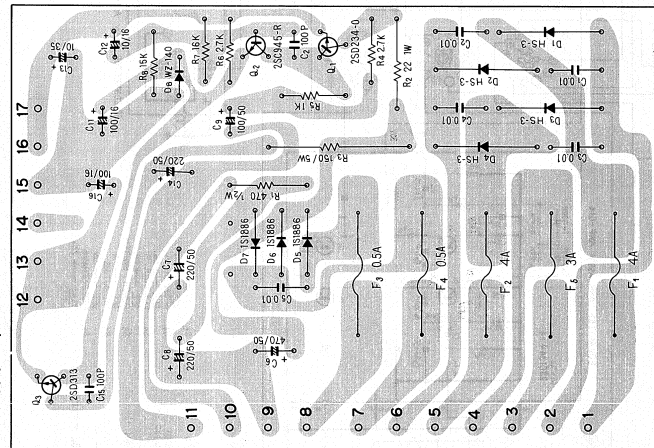 10/35
C13
C12
10/16
R8 15K
D8 WZ-140
R7 1.6K
R6 2.7K
Q2
2SC945-R
C2 100P
Q1
2SD234-O
R4 2.7K
R2 22 1W
C2 0.01
D1 HS-3
D2 HS-3
C1 0.01
C4 0.01
D3 HS-3
D4 HS-3
C3 0.01
R5 1K
C11
100/16
C9
100/50
R3 150/5W
17
16
15
14
13
12
100/16
C16
220/50
C14
R1 470 1/2W
D7 1S1886
D6 1S1886
D5 1S1886
C7
220/50
C5 0.01
470/50
C6
C8
220/50
0.5A
F3
0.5A
F4
4A
F2
3A
F5
4A
F1
Q3
2SD313
C15 100P
11
10
9
8
7
6
5
4
3
2
1